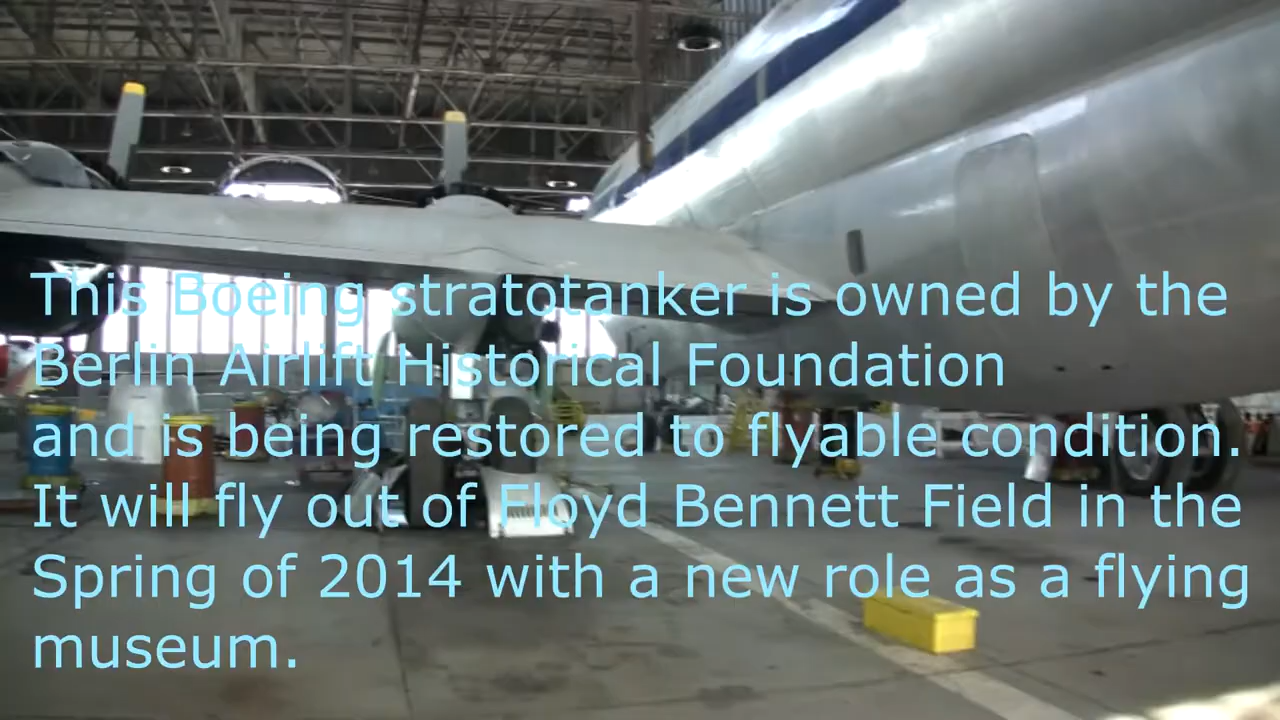 This Boeing stratotanker is owned by the
Berlin Airlift Historical Foundation
and is being restored to flyable condition.
It will fly out of Floyd Bennett Field in the
Spring of 2014 with a new role as a flying
museum.